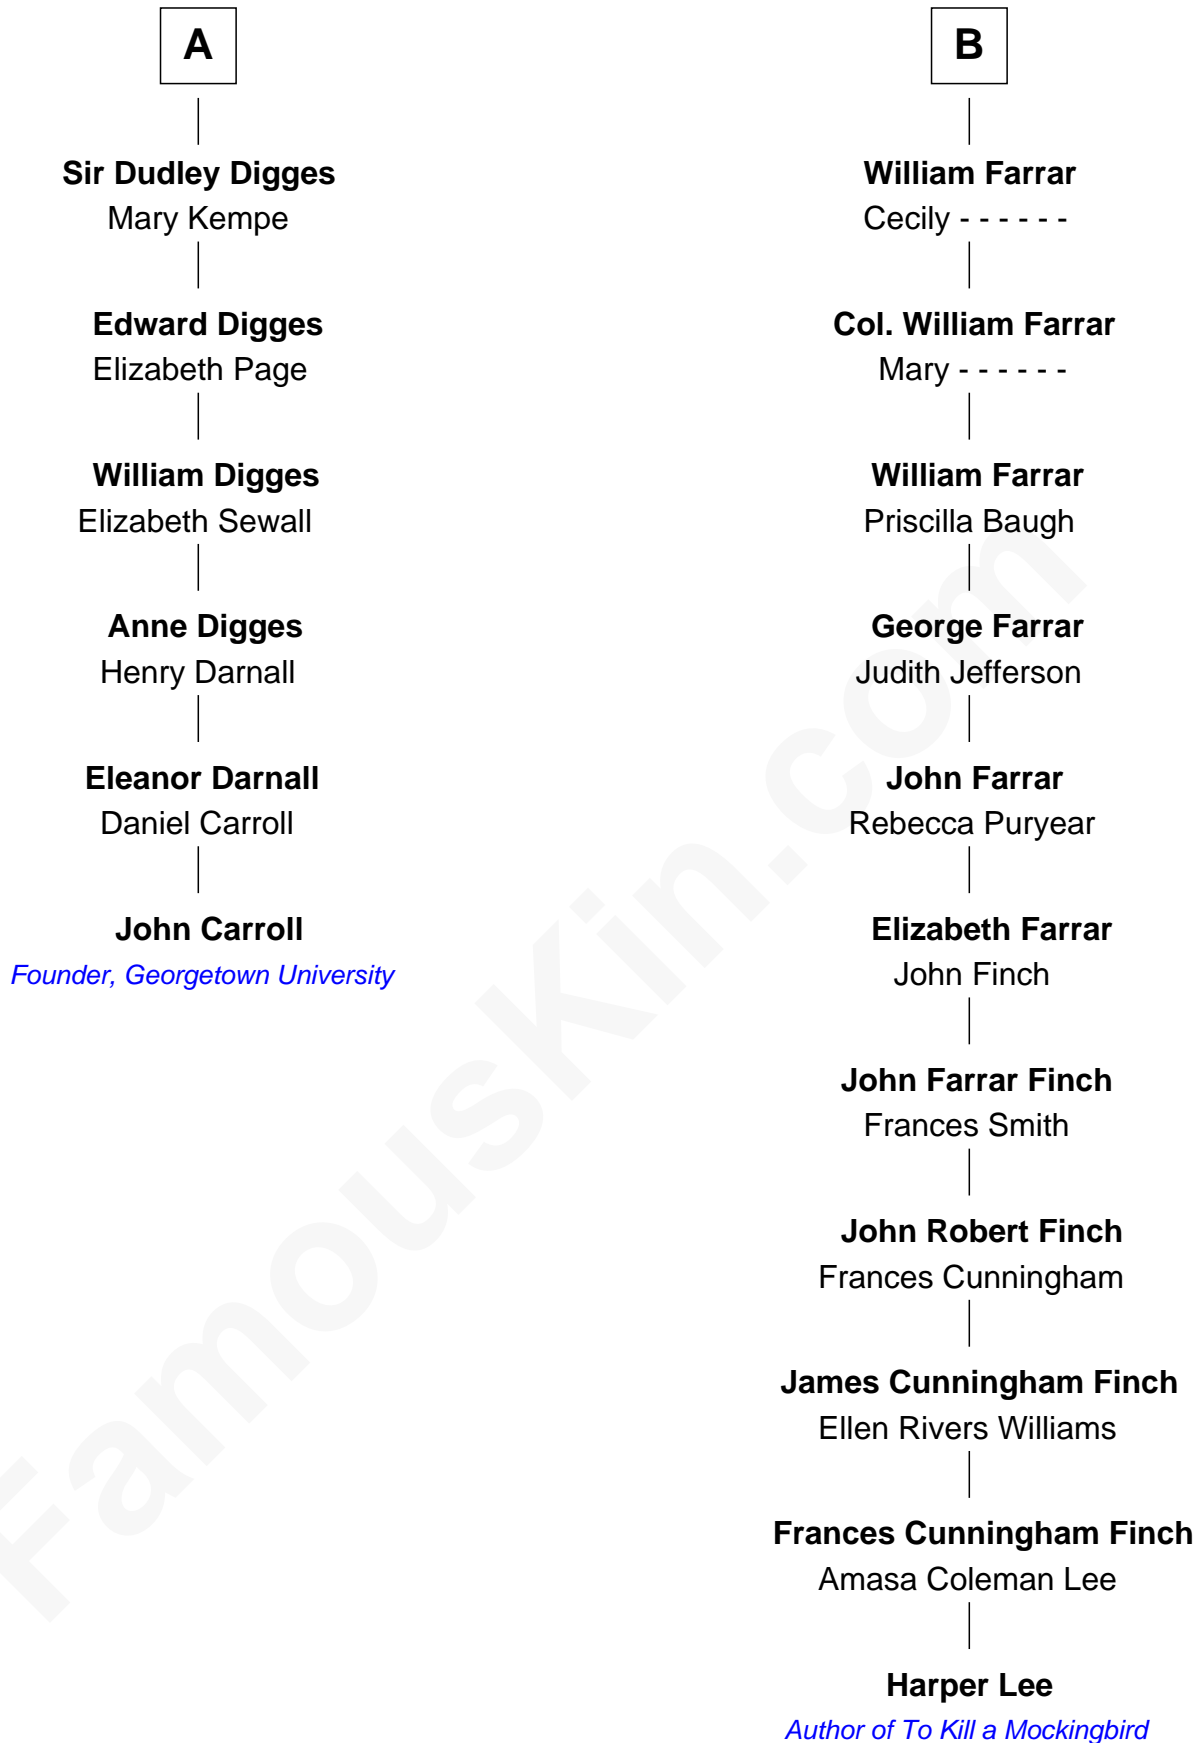 A
Sir Dudley Digges
Mary Kempe
Edward Digges
Elizabeth Page
William Digges
Elizabeth Sewall
Anne Digges
Henry Darnall
Eleanor Darnall
Daniel Carroll
John Carroll
Founder, Georgetown University
B
William Farrar
Cecily - - - - - -
Col. William Farrar
Mary - - - - - -
William Farrar
Priscilla Baugh
George Farrar
Judith Jefferson
John Farrar
Rebecca Puryear
Elizabeth Farrar
John Finch
John Farrar Finch
Frances Smith
John Robert Finch
Frances Cunningham
James Cunningham Finch
Ellen Rivers Williams
Frances Cunningham Finch
Amasa Coleman Lee
Harper Lee
Author of To Kill a Mockingbird
FamousKin.com